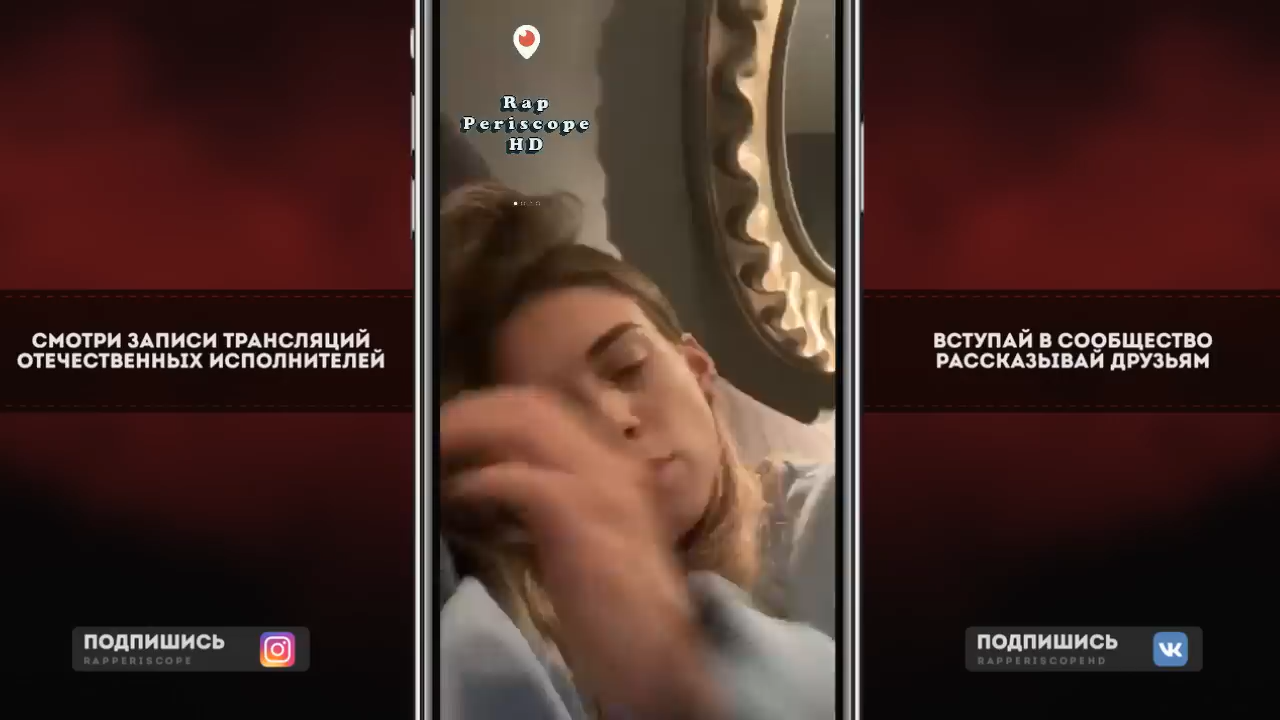 Rap
Periscope
HD
СМОТРИ ЗАПИСИ ТРАНСЛЯЦИЙ
ОТЕЧЕСТВЕННЫХ ИСПОЛНИТЕЛЕЙ
ВСТУПАЙ В СООБЩЕСТВО
РАССКАЗЫВАЙ ДРУЗЬЯМ
ПОДПИШИСЬ
RAPPERISCOPE
ПОДПИШИСЬ
RAPPERISCOPEHD